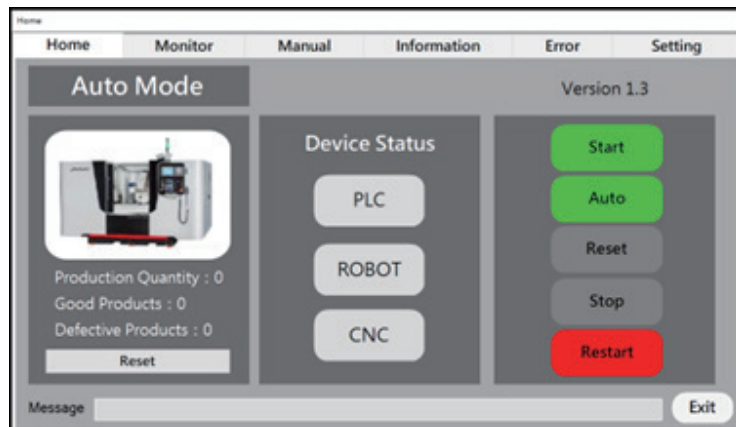 Home
Home Monitor Manual Information Error Setting
Auto Mode
Version 1.3
Production Quantity : 0
Good Products : 0
Defective Products : 0
Reset
Device Status
PLC
ROBOT
CNC
Start
Auto
Reset
Stop
Restart
Message
Exit